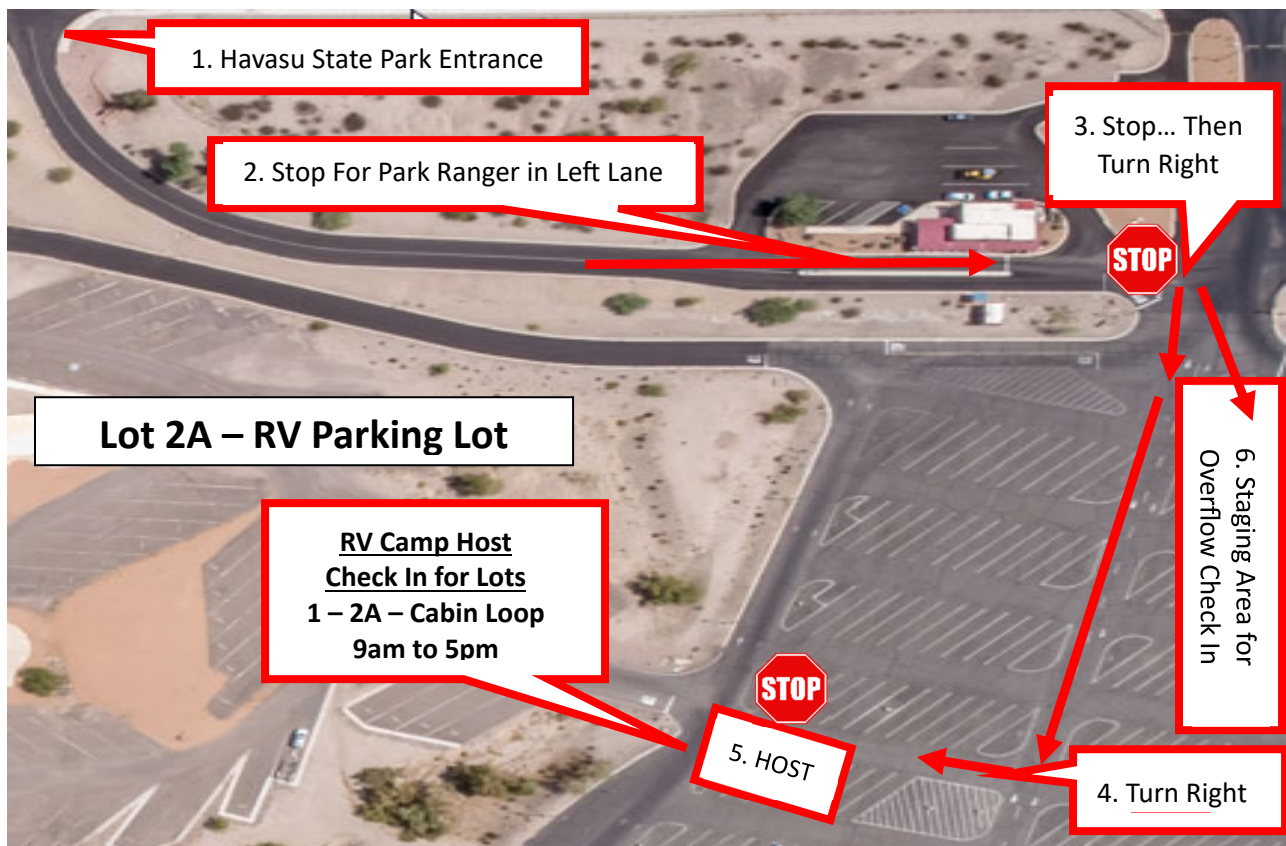 1. Havasu State Park Entrance
2. Stop For Park Ranger in Left Lane
3. Stop... Then
Turn Right
STOP
Lot 2A – RV Parking Lot
6. Staging Area for
Overflow Check In
RV Camp Host
Check In for Lots
1 – 2A – Cabin Loop
9am to 5pm
STOP
5. HOST
4. Turn Right